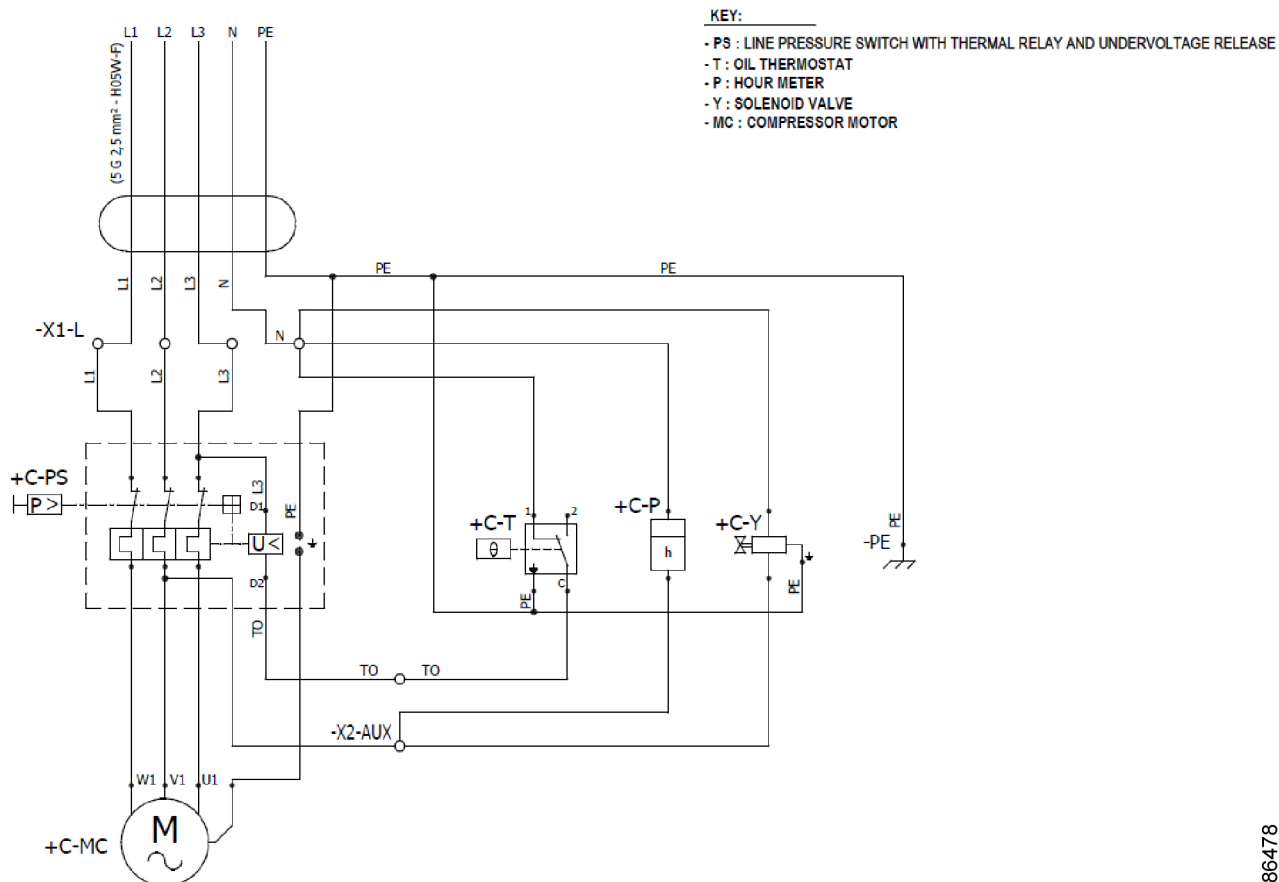 L1 L2 L3 N PE
KEY:
- PS : LINE PRESSURE SWITCH WITH THERMAL RELAY AND UNDERVOLTAGE RELEASE
- T : OIL THERMOSTAT
- P : HOUR METER
- Y : SOLENOID VALVE
- MC : COMPRESSOR MOTOR
(5 G 2,5 mm² - H05W-F)
L1 L2 L3 N
PE PE
-X1-L
N
L1 L2 L3
+C-PS
P >
L3
D1
PE
U<
D2
TO
+C-T
1 2
θ
C
PE
+C-P
h
+C-Y
PE
-PE
PE
TO TO
-X2-AUX
W1 V1 U1
M
+C-MC
86478